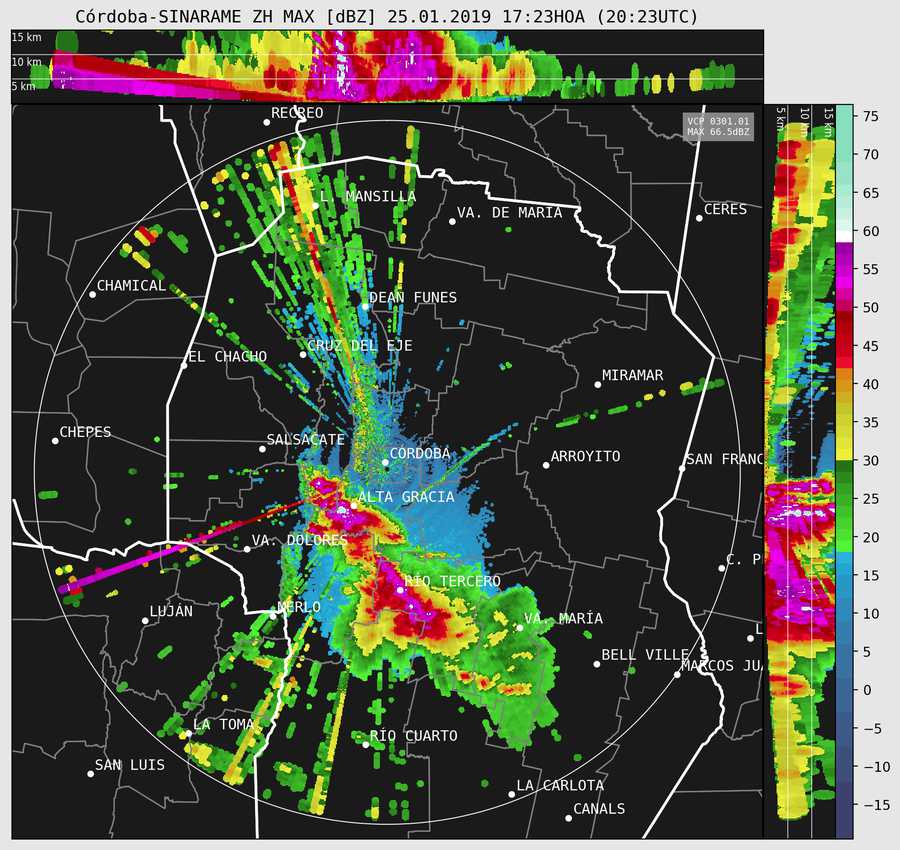 Córdoba-SINARAME ZH MAX [dBZ] 25.01.2019 17:23HOA (20:23UTC)
15 km
10 km
5 km
5 km
10 km
15 km
VCP 0301.01
MAX 66.5dBZ
RECREO
L. MANSILLA
VA. DE MARÍA
CERES
CHAMICAL
DEÁN FUNES
CRUZ DEL EJE
EL CHACHO
MIRAMAR
CHEPES
SALSACATE
CÓRDOBA
ARROYITO
SAN FRANC
ALTA GRACIA
VA. DOLORES
C. P
RÍO TERCERO
LUJÁN
MERLO
VA. MARÍA
L
BELL VILLE
MARCOS JUÁ
LA TOMA
RÍO CUARTO
SAN LUIS
LA CARLOTA
CANALS
75
70
65
60
55
50
45
40
35
30
25
20
15
10
5
0
−5
−10
−15